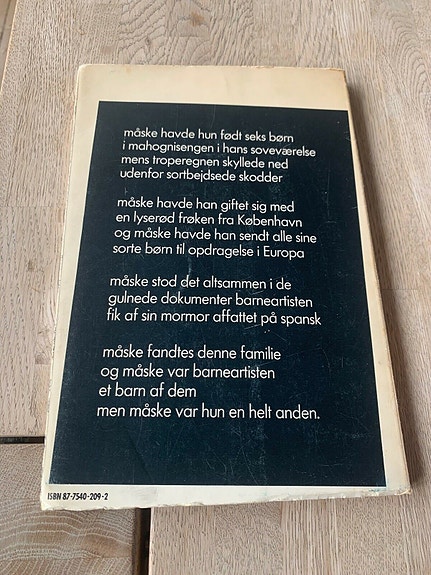 måske havde hun født seks børn
i mahognisengen i hans soveværelse
mens troperegnen skyllede ned
udenfor sortbejdsede skodder
måske havde han giftet sig med
en lyserød frøken fra København
og måske havde han sendt alle sine
sorte børn til opdragelse i Europa
måske stod det altsammen i de
gulnede dokumenter barneartisten
fik af sin mormor affattet på spansk
måske fandtes denne familie
og måske var barneartisten
et barn af dem
men måske var hun en helt anden.
ISBN 87-7540-209-2